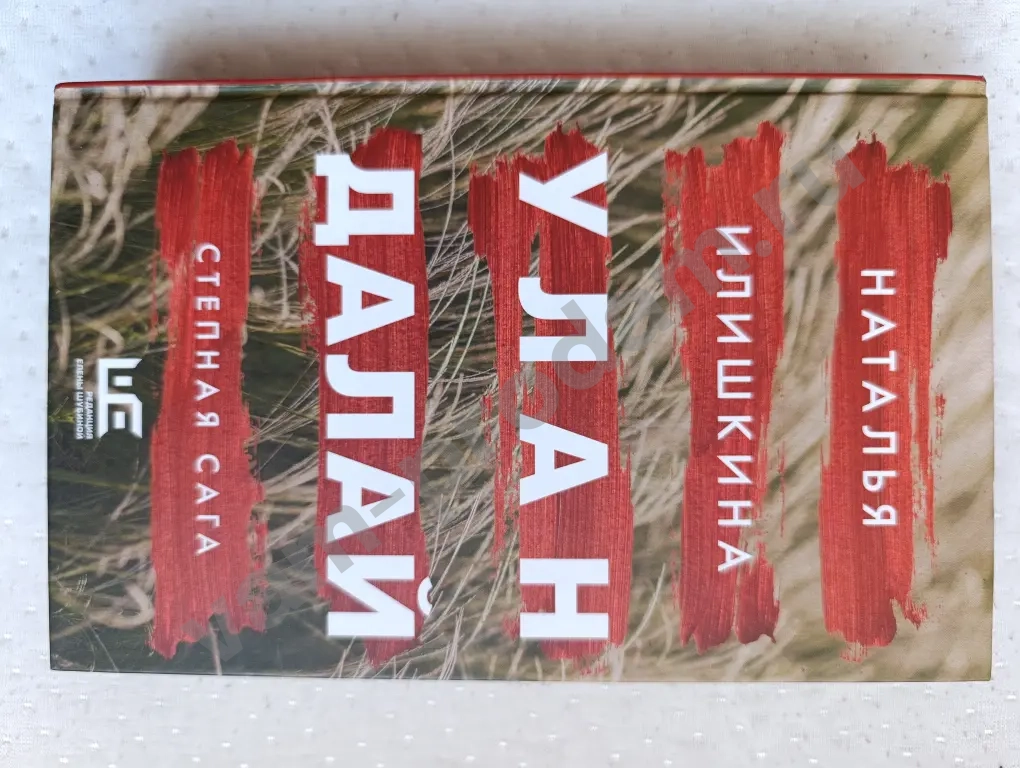 НАТАЛЬЯ
ИЛИШКИНА
УЛАН
ДАЛАЙ
СТЕПНАЯ САГА
РЕДАКЦИЯ
ЕЛЕНЫ ШУБИНОЙ